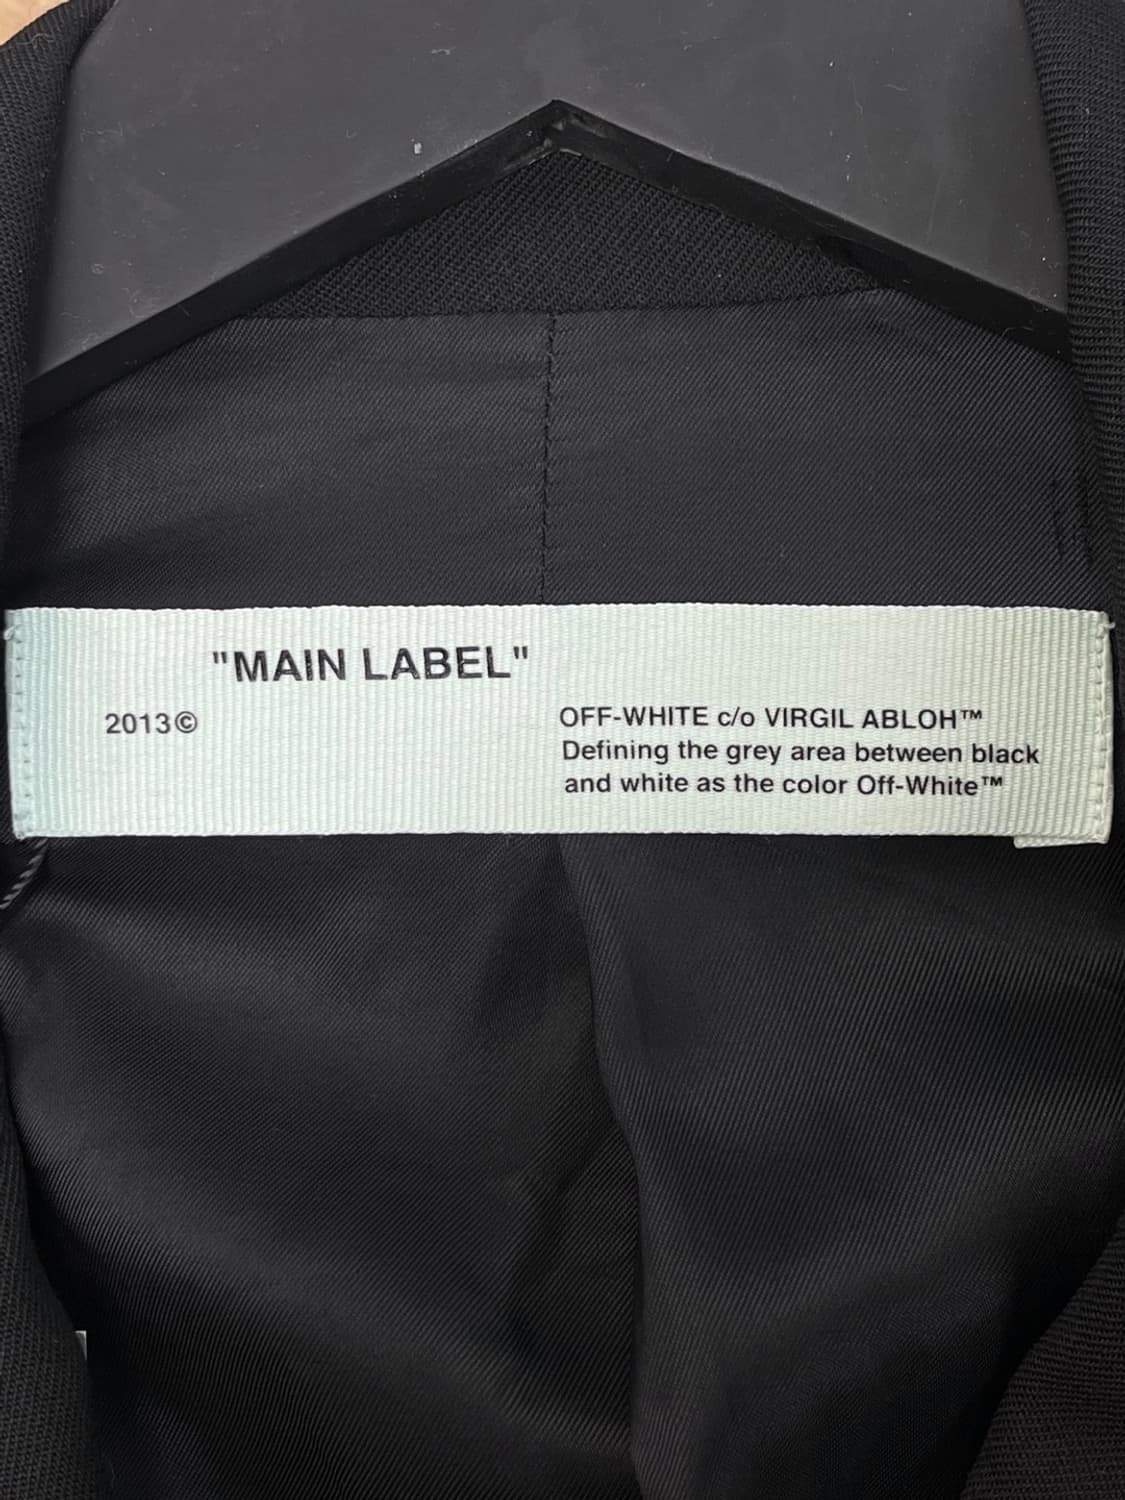 "MAIN LABEL"
2013©
OFF-WHITE c/o VIRGIL ABLOH™
Defining the grey area between black
and white as the color Off-White™